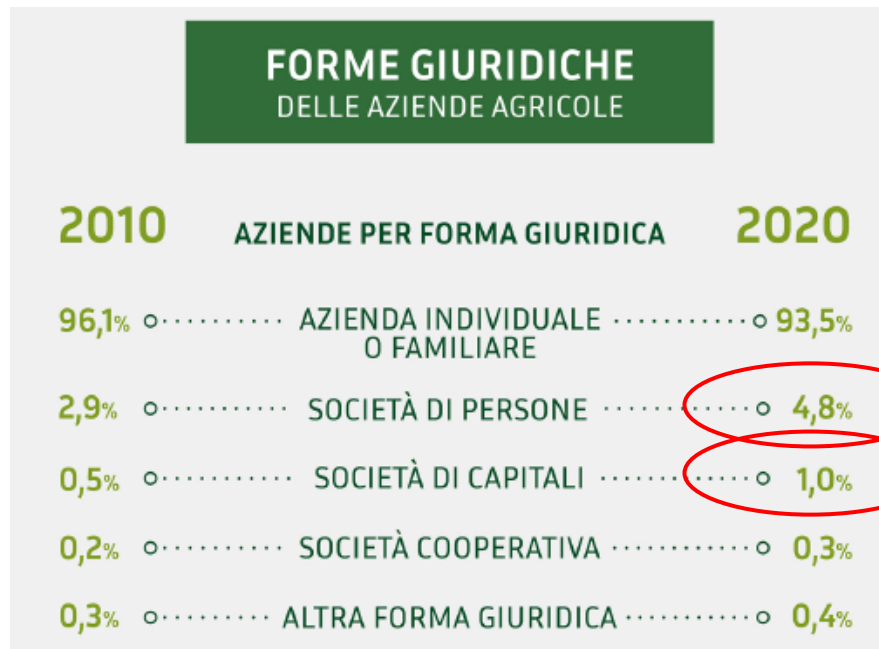 FORME GIURIDICHE
DELLE AZIENDE AGRICOLE
2010 AZIENDE PER FORMA GIURIDICA 2020
96,1% AZIENDA INDIVIDUALE O FAMILIARE 93,5%
2,9% SOCIETÀ DI PERSONE 4,8%
0,5% SOCIETÀ DI CAPITALI 1,0%
0,2% SOCIETÀ COOPERATIVA 0,3%
0,3% ALTRA FORMA GIURIDICA 0,4%